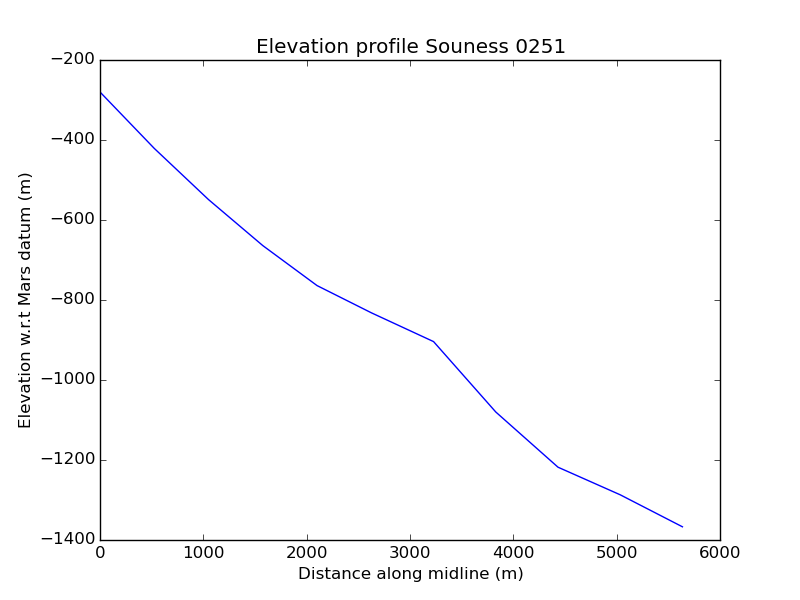 Elevation profile Souness 0251
−200
−400
−600
−800
−1000
−1200
−1400
Elevation w.r.t Mars datum (m)
0 1000 2000 3000 4000 5000 6000
Distance along midline (m)